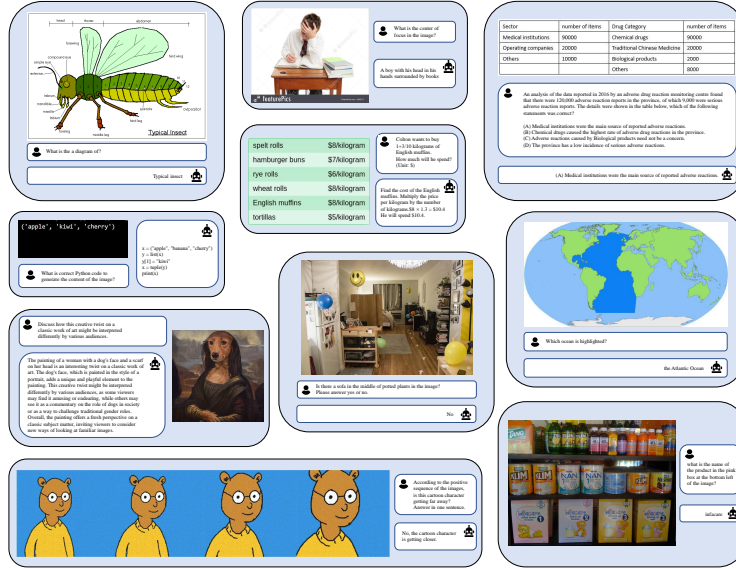 head
thorax
abdomen
forewing
hind wing
compound eye
simple eye
antennae
ovipositor
hind leg
middle leg
foreleg
Typical Insect
What is the a diagram of?
Typical insect
What is the center of
focus in the image?
A boy with his head in his
hands surrounded by books
featurePics
Sector number of items Drug Category number of items
Medical institutions 90000 Chemical drugs 90000
Operating companies 20000 Traditional Chinese Medicine 20000
Others 10000 Biological products 2000
Others 8000
An analysis of the data reported in 2016 by an adverse drug reaction monitoring centre found
that there were 120,000 adverse reaction reports in the province, of which 9,000 were serious
adverse reaction reports. The details were shown in the table below, which of the following
statements was correct?
(A) Medical institutions were the main source of reported adverse reactions.
(B) Chemical drugs caused the highest rate of adverse drug reactions in the province.
(C) Adverse reactions caused by Biological products need not be a concern.
(D) The province has a low incidence of serious adverse reactions.
(A) Medical institutions were the main source of reported adverse reactions.
spelt rolls $8/kilogram
hamburger buns $7/kilogram
rye rolls $6/kilogram
wheat rolls $8/kilogram
English muffins $8/kilogram
tortillas $5/kilogram
Colton wants to buy
1+3/10 kilograms of
English muffins.
How much will he spend?
(Unit: $)
Find the cost of the English
muffins. Multiply the price
per kilogram by the number
of kilograms.$8 × 1.3 = $10.4
He will spend $10.4.
('apple', 'kiwi', 'cherry')
What is correct Python code to
generate the content of the image?
x = ("apple", "banana", "cherry")
y = list(x)
y[1] = "kiwi"
x = tuple(y)
print(x)
Discuss how this creative twist on a
classic work of art might be interpreted
differently by various audiences.
The painting of a woman with a dog's face and a scarf
on her head is an interesting twist on a classic work of
art. The dog's face, which is painted in the style of a
portrait, adds a unique and playful element to the
painting. This creative twist might be interpreted
differently by various audiences, as some viewers
may find it amusing or endearing, while others may
see it as a commentary on the role of dogs in society
or as a way to challenge traditional gender roles.
Overall, the painting offers a fresh perspective on a
classic subject matter, inviting viewers to consider
new ways of looking at familiar images.
Is there a sofa in the middle of potted plants in the image?
Please answer yes or no.
No
Which ocean is highlighted?
the Atlantic Ocean
According to the positive
sequence of the images,
is this cartoon character
getting far away?
Answer in one sentence.
No, the cartoon character
is getting closer.
TANG
KLIM
NAN
NAN
KLIM
what is the name of
the product in the pink
box at the bottom left
of the image?
infacare